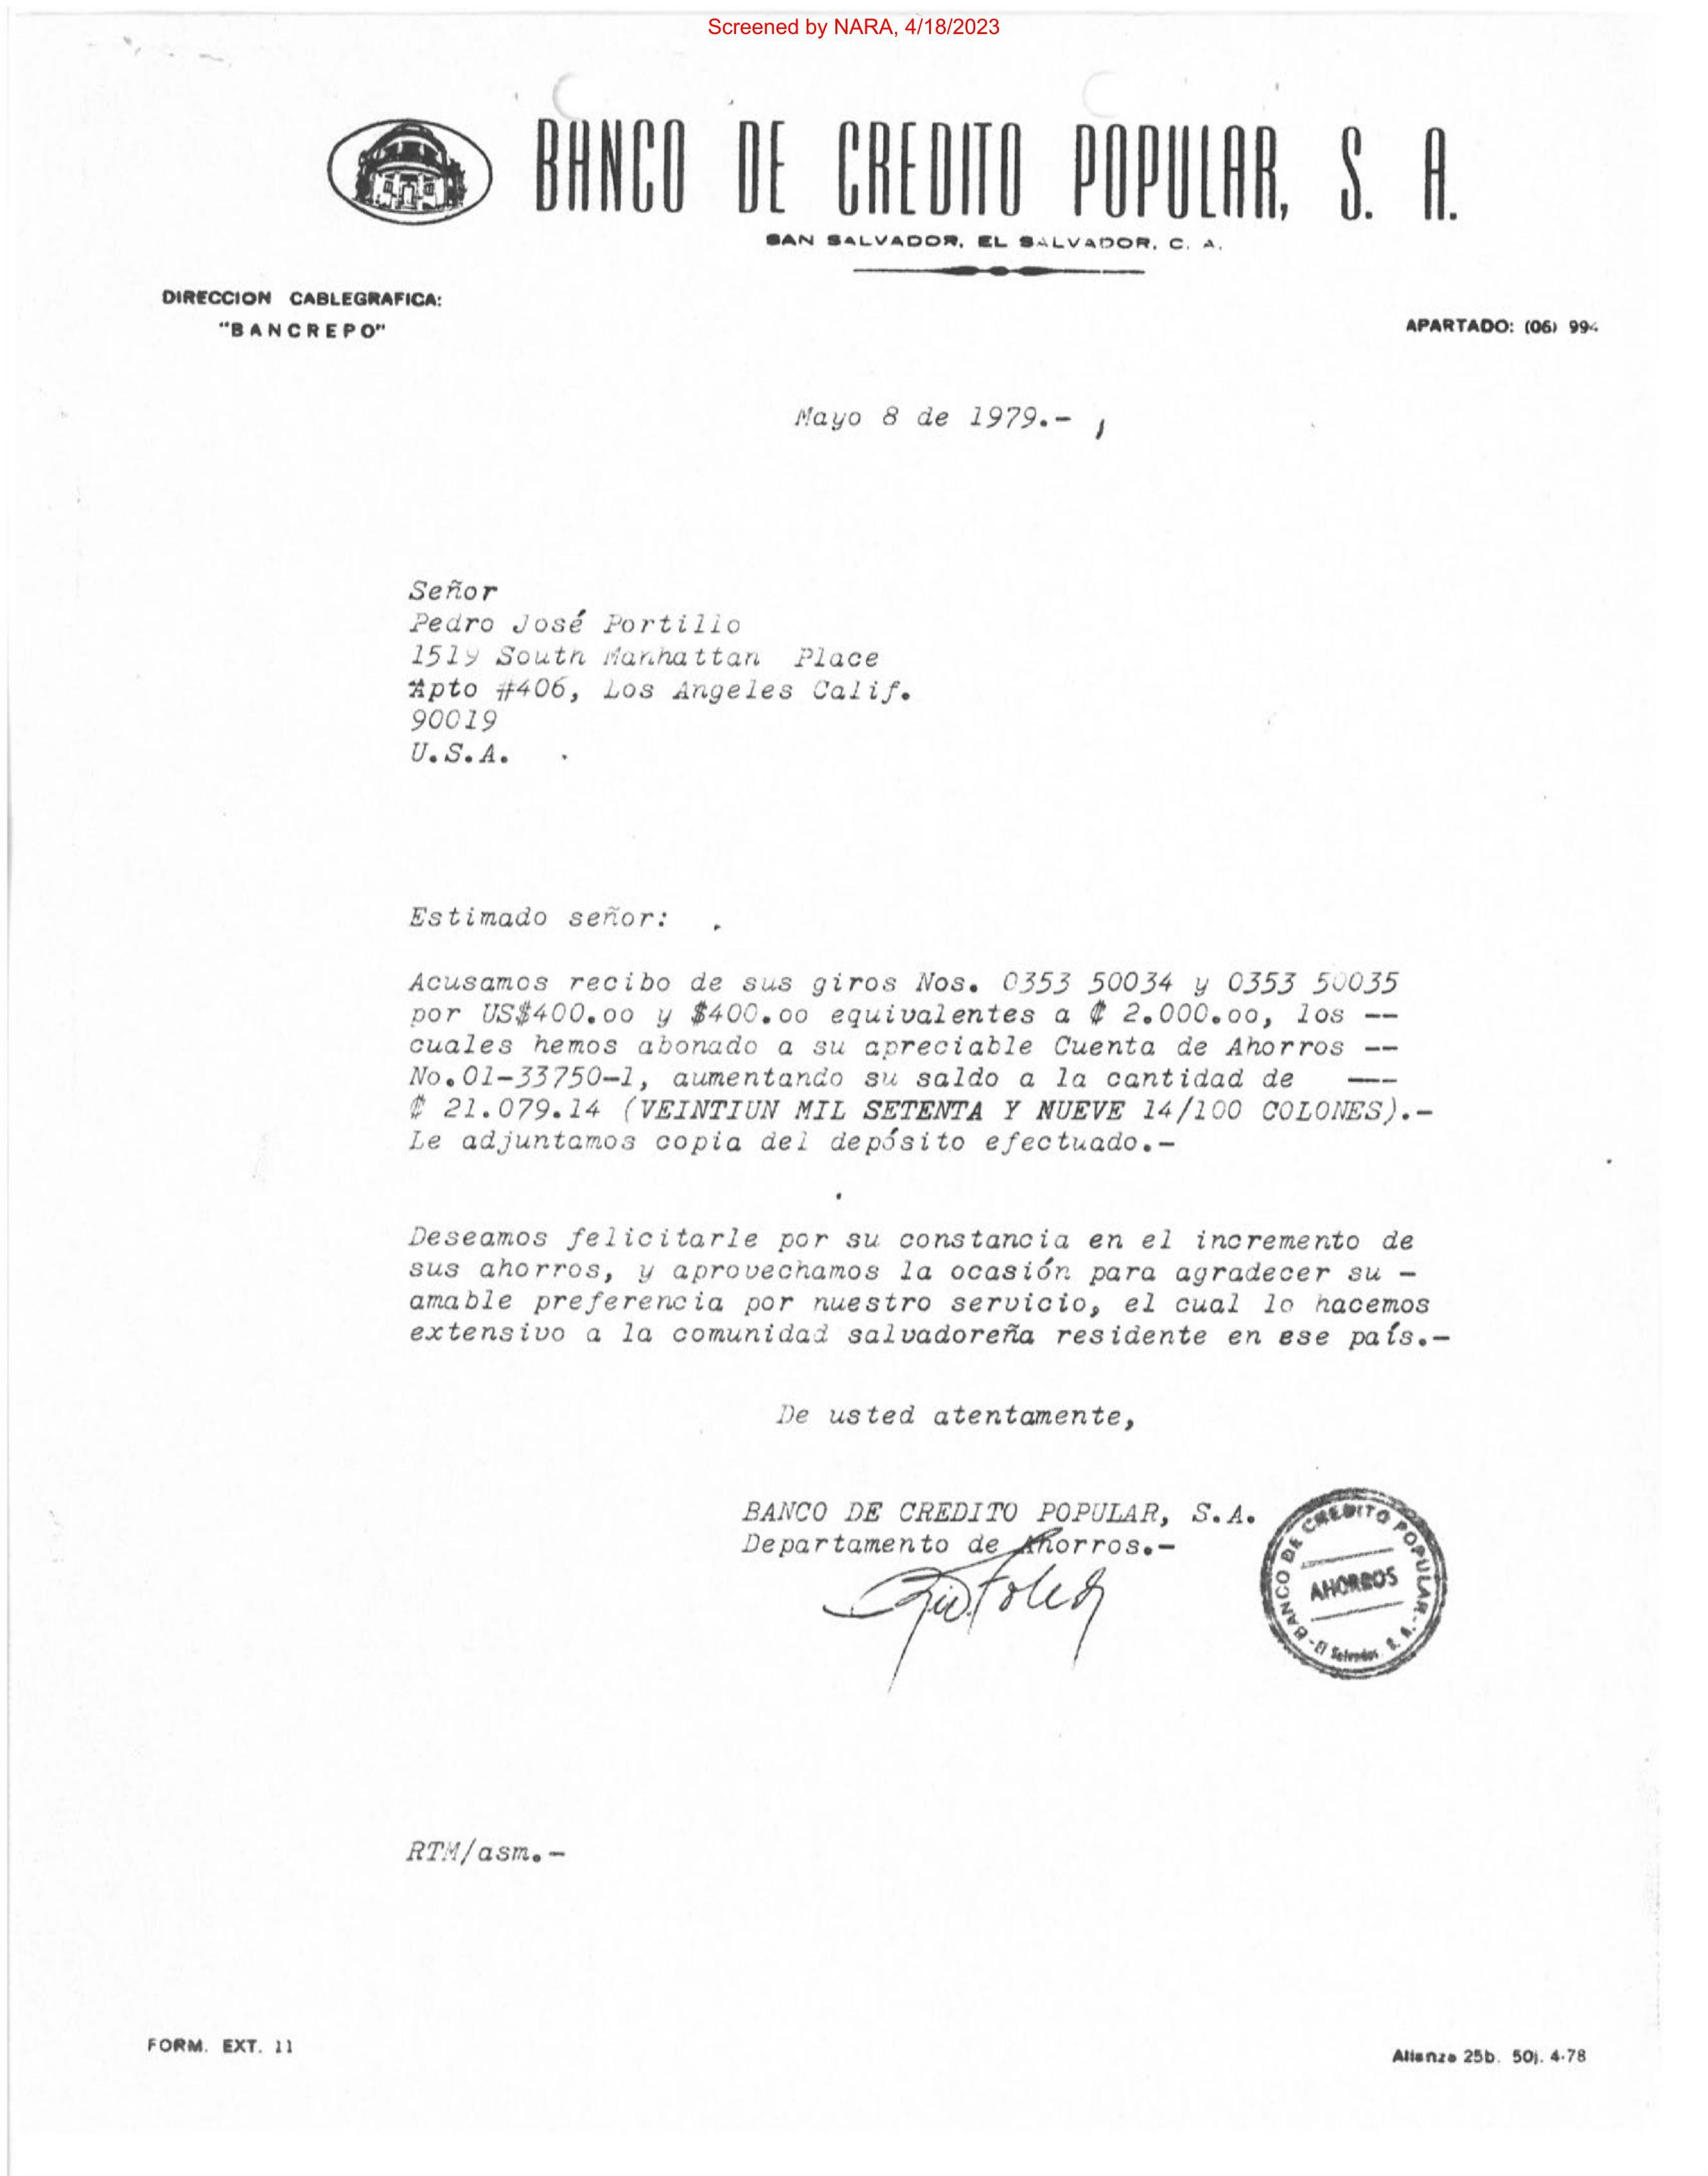 Screened by NARA, 4/18/2023
BANCO DE CREDITO POPULAR, S. A.
SAN SALVADOR, EL SALVADOR, C. A.
DIRECCION CABLEGRAFICA:
"BANCREPO"
APARTADO: (06) 994
Mayo 8 de 1979.-
Señor
Pedro José Portillo
1519 South Manhattan Place
Apto #406, Los Angeles Calif.
90019
U.S.A.
Estimado señor:
Acusamos recibo de sus giros Nos. 0353 50034 y 0353 50035
por US$400.oo y $400.oo equivalentes a ₡ 2.000.oo, los --
cuales hemos abonado a su apreciable Cuenta de Ahorros --
No.01-33750-1, aumentando su saldo a la cantidad de ---
₡ 21.079.14 (VEINTIUN MIL SETENTA Y NUEVE 14/100 COLONES).-
Le adjuntamos copia del depósito efectuado.-
Deseamos felicitarle por su constancia en el incremento de
sus ahorros, y aprovechamos la ocasión para agradecer su -
amable preferencia por nuestro servicio, el cual lo hacemos
extensivo a la comunidad salvadoreña residente en ese país.-
De usted atentamente,
BANCO DE CREDITO POPULAR, S.A.
Departamento de Ahorros.-
BANCO DE CREDITO POPULAR, S. A.
AHORROS
El Salvador
RTM/asm.-
FORM. EXT. 11
Alianza 25b. 50j. 4-78